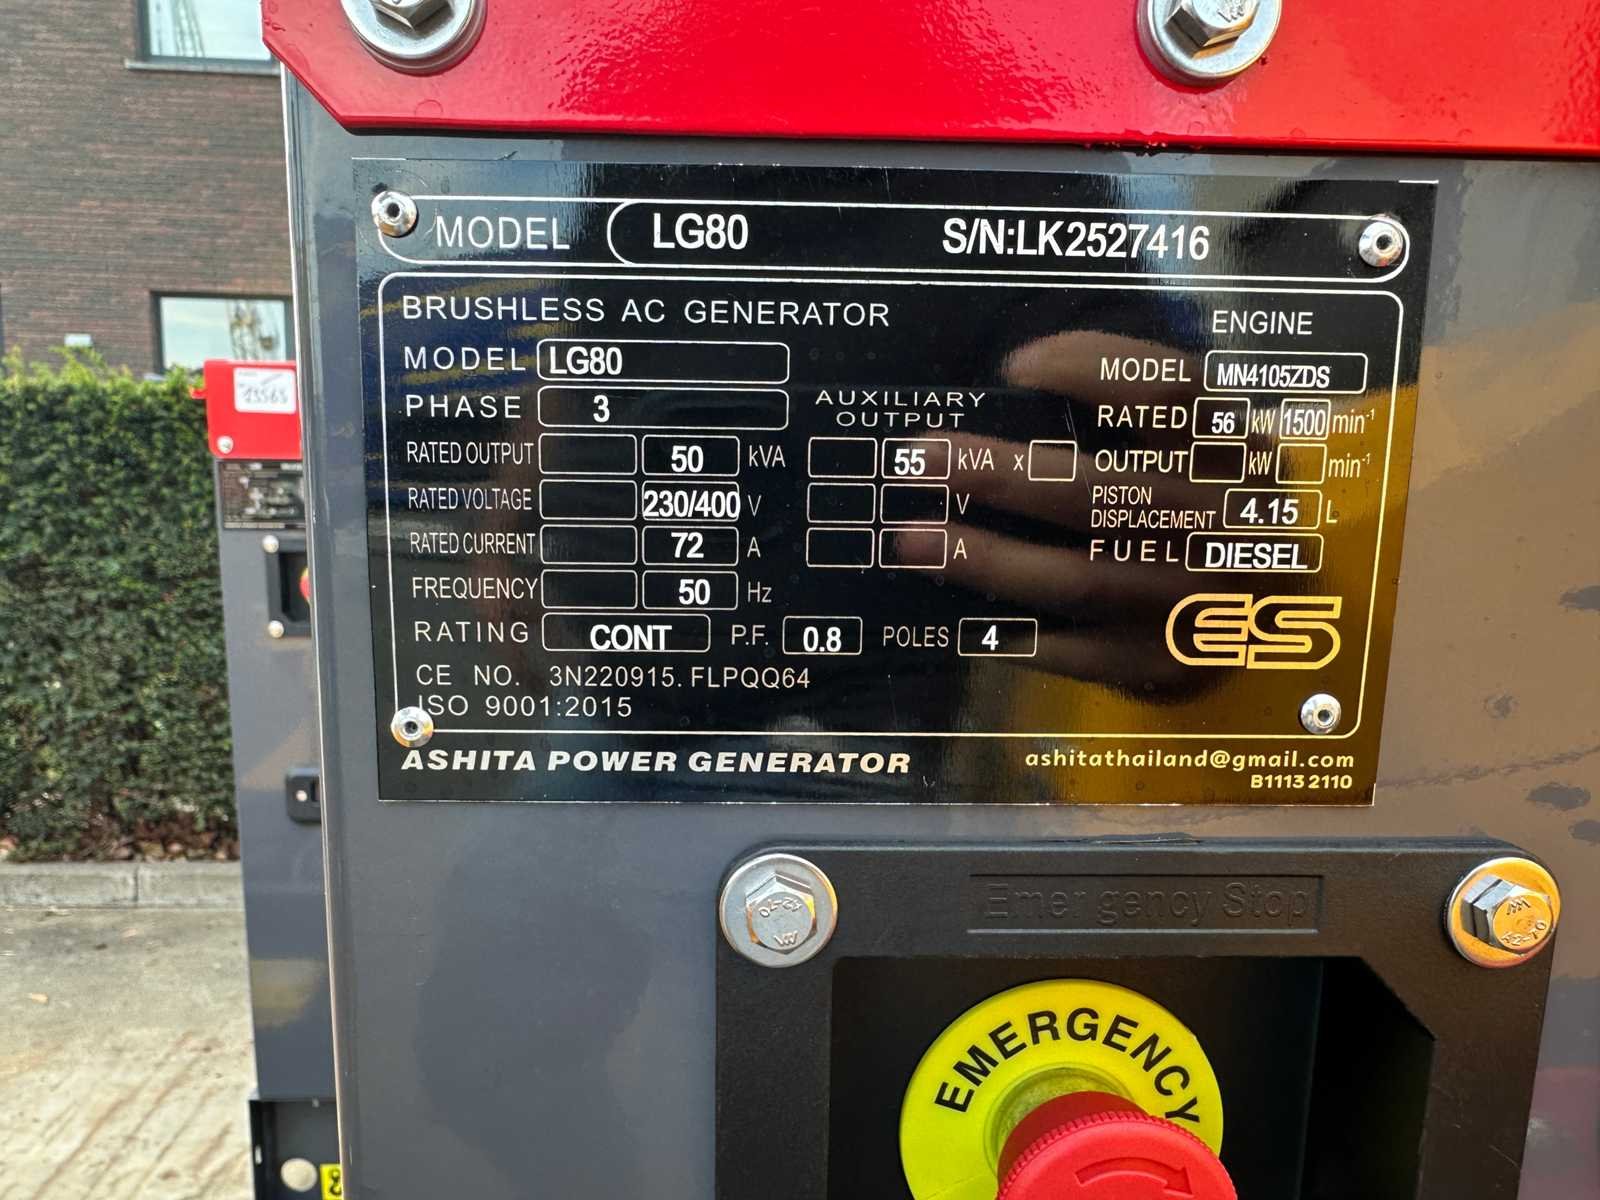 MODEL LG80 S/N:LK2527416
BRUSHLESS AC GENERATOR
ENGINE
MODEL LG80
MODEL MN4105ZDS
PHASE 3
AUXILIARY
OUTPUT
RATED 56 kW 1500 min-1
RATED OUTPUT 50 kVA 55 kVA x
OUTPUT kW min-1
RATED VOLTAGE 230/400 V V
PISTON
DISPLACEMENT 4.15 L
RATED CURRENT 72 A A
FUEL DIESEL
FREQUENCY 50 Hz
RATING CONT P.F. 0.8 POLES 4
ES
CE NO. 3N220915.FLPQQ64
ISO 9001:2015
ASHITA POWER GENERATOR
ashitathailand@gmail.com
B11132110
Emergency Stop
EMERGENCY